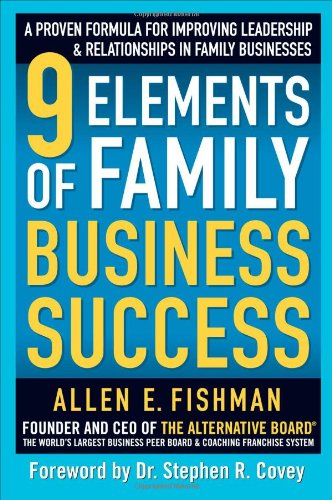 A PROVEN FORMULA FOR IMPROVING LEADERSHIP
& RELATIONSHIPS IN FAMILY BUSINESSES
9 ELEMENTS
OF FAMILY
BUSINESS
SUCCESS
ALLEN E. FISHMAN
FOUNDER AND CEO OF THE ALTERNATIVE BOARD®
THE WORLD'S LARGEST BUSINESS PEER BOARD & COACHING FRANCHISE SYSTEM
Foreword by Dr. Stephen R. Covey